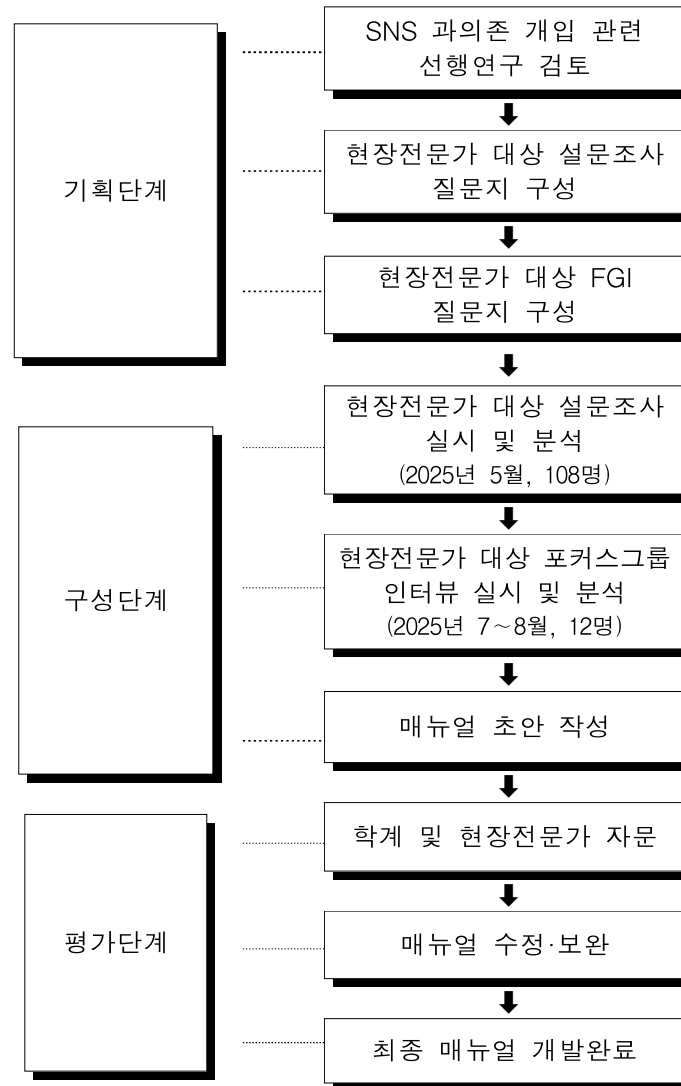 기획단계
SNS 과의존 개입 관련
선행연구 검토
현장전문가 대상 설문조사
질문지 구성
현장전문가 대상 FGI
질문지 구성
구성단계
현장전문가 대상 설문조사
실시 및 분석
(2025년 5월, 108명)
현장전문가 대상 포커스그룹
인터뷰 실시 및 분석
(2025년 7~8월, 12명)
매뉴얼 초안 작성
평가단계
학계 및 현장전문가 자문
매뉴얼 수정·보완
최종 매뉴얼 개발완료